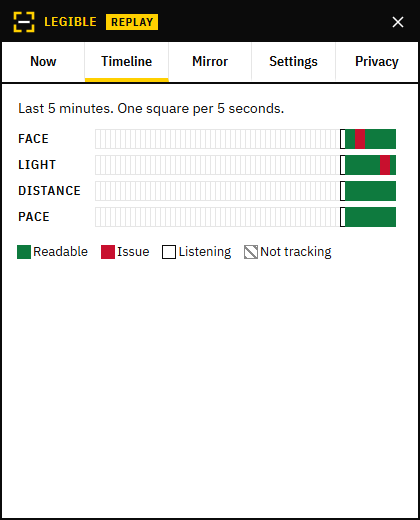 LEGIBLE REPLAY
Now Timeline Mirror Settings Privacy
Last 5 minutes. One square per 5 seconds.
FACE
LIGHT
DISTANCE
PACE
Readable Issue Listening Not tracking